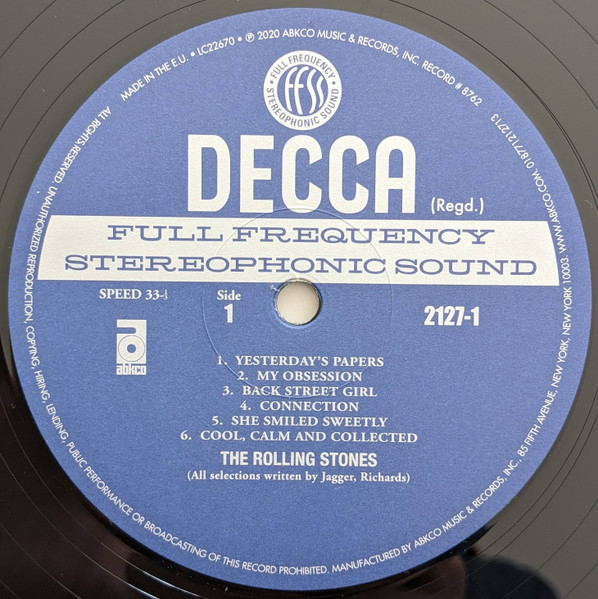 MADE IN THE E.U. • LC22670 • ℗ 2020 ABKCO MUSIC & RECORDS, INC. RECORD # 8762
• FULL FREQUENCY •
STEREOPHONIC SOUND
FFSS
DECCA
(Regd.)
FULL FREQUENCY
STEREOPHONIC SOUND
SPEED 33-⅓ Side
1 2127-1
abkco
1. YESTERDAY'S PAPERS
2. MY OBSESSION
3. BACK STREET GIRL
4. CONNECTION
5. SHE SMILED SWEETLY
6. COOL, CALM AND COLLECTED
THE ROLLING STONES
(All selections written by Jagger, Richards)
ALL RIGHTS RESERVED. UNAUTHORIZED REPRODUCTION, COPYING, HIRING, LENDING, PUBLIC PERFORMANCE OR BROADCASTING OF THIS RECORD PROHIBITED. MANUFACTURED BY ABKCO MUSIC & RECORDS, INC., 85 FIFTH AVENUE, NEW YORK, NEW YORK 10003. WWW.ABKCO.COM. 018771212713